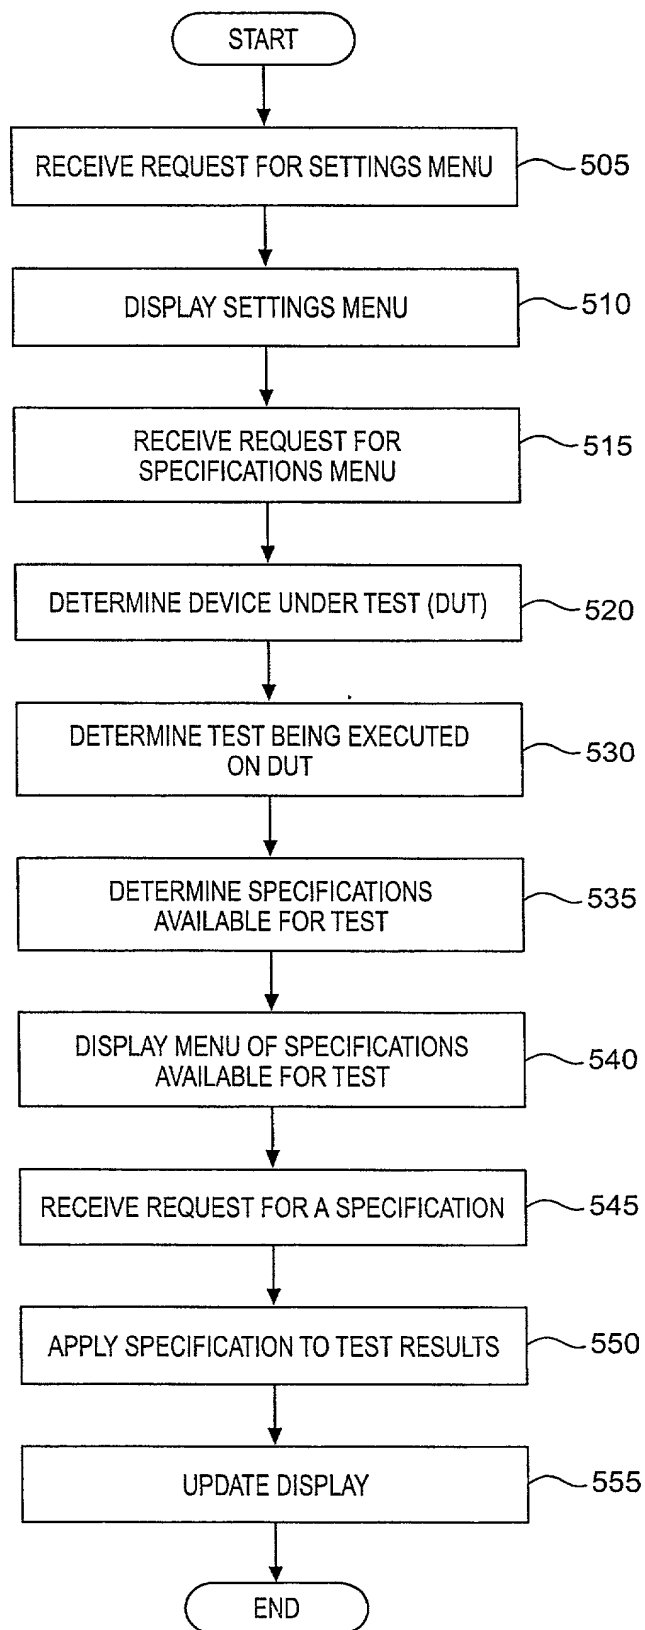 START
RECEIVE REQUEST FOR SETTINGS MENU
505
DISPLAY SETTINGS MENU
510
RECEIVE REQUEST FOR
SPECIFICATIONS MENU
515
DETERMINE DEVICE UNDER TEST (DUT)
520
DETERMINE TEST BEING EXECUTED
ON DUT
530
DETERMINE SPECIFICATIONS
AVAILABLE FOR TEST
535
DISPLAY MENU OF SPECIFICATIONS
AVAILABLE FOR TEST
540
RECEIVE REQUEST FOR A SPECIFICATION
545
APPLY SPECIFICATION TO TEST RESULTS
550
UPDATE DISPLAY
555
END